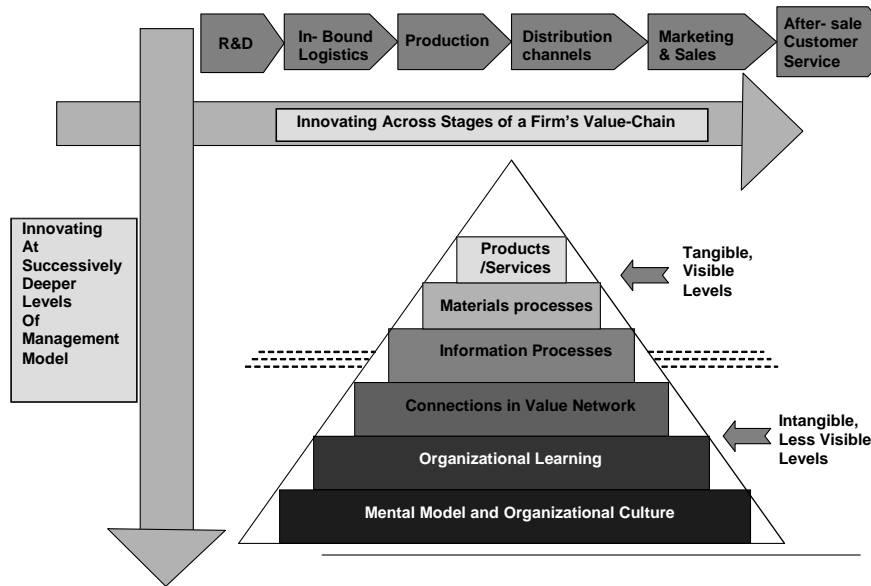 R&D
In- Bound
Logistics
Production
Distribution
channels
Marketing
& Sales
After- sale
Customer
Service
Innovating Across Stages of a Firm's Value-Chain
Innovating
At
Successively
Deeper
Levels
Of
Management
Model
Products
/Services
Tangible,
Visible
Levels
Materials processes
Information Processes
Connections in Value Network
Intangible,
Less Visible
Levels
Organizational Learning
Mental Model and Organizational Culture